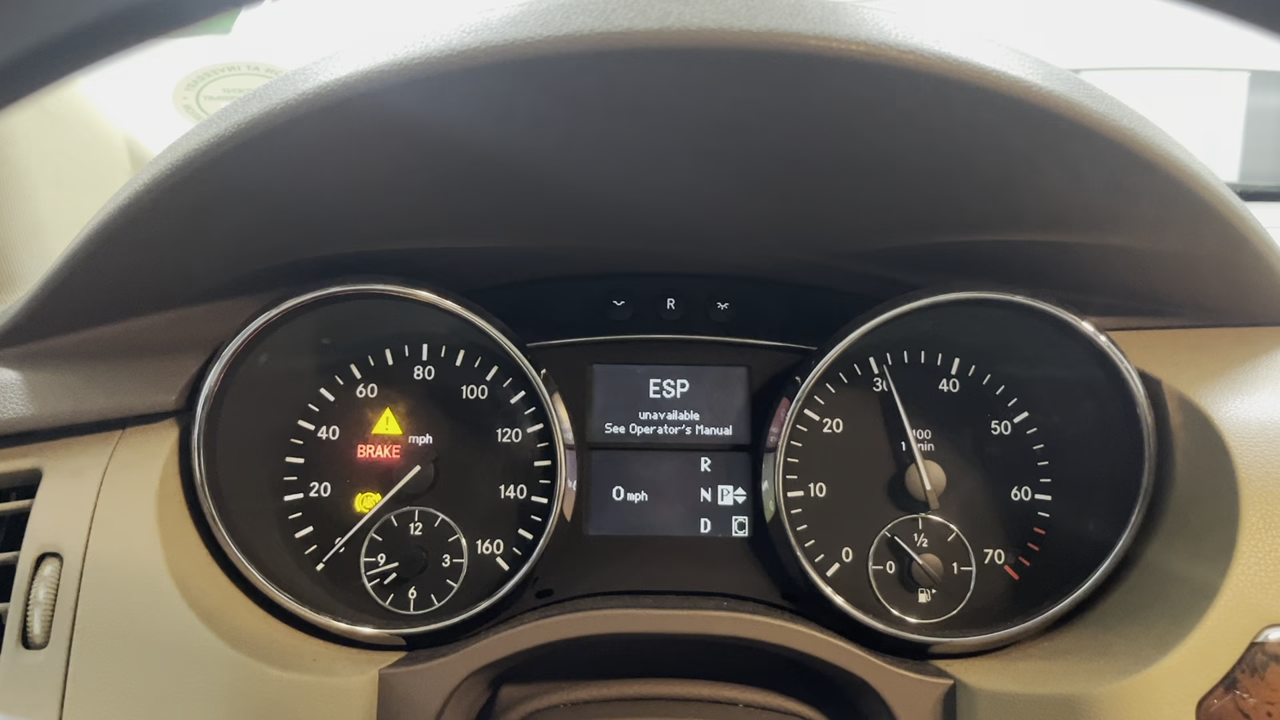 R
ESP
unavailable
See Operator's Manual
R
0 mph
N P
D C
20
40
60
80
100
120
140
160
mph
BRAKE
12
3
6
9
0
10
20
30
40
50
60
70
0
1/2
1